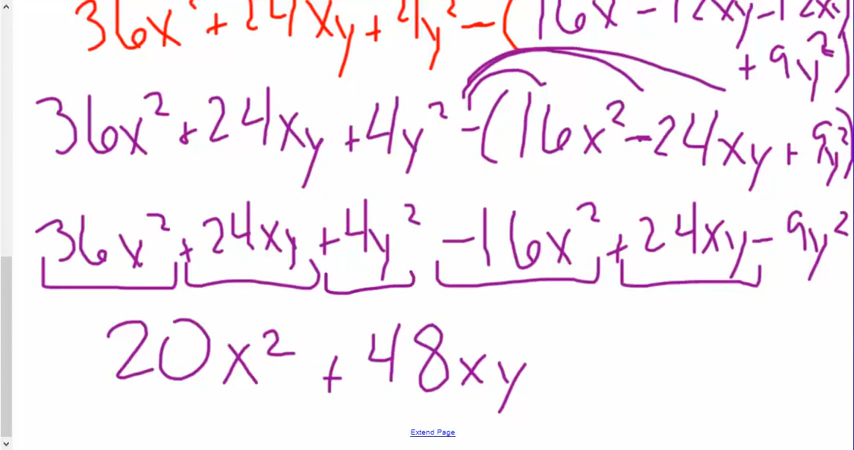 36x² + 24xy + 4y² - (16x² - 12xy - 12xy
+ 9y²)
36x² + 24xy + 4y² - (16x² - 24xy + 9y²)
36x² + 24xy + 4y² - 16x² + 24xy - 9y²
20x² + 48xy
Extend Page